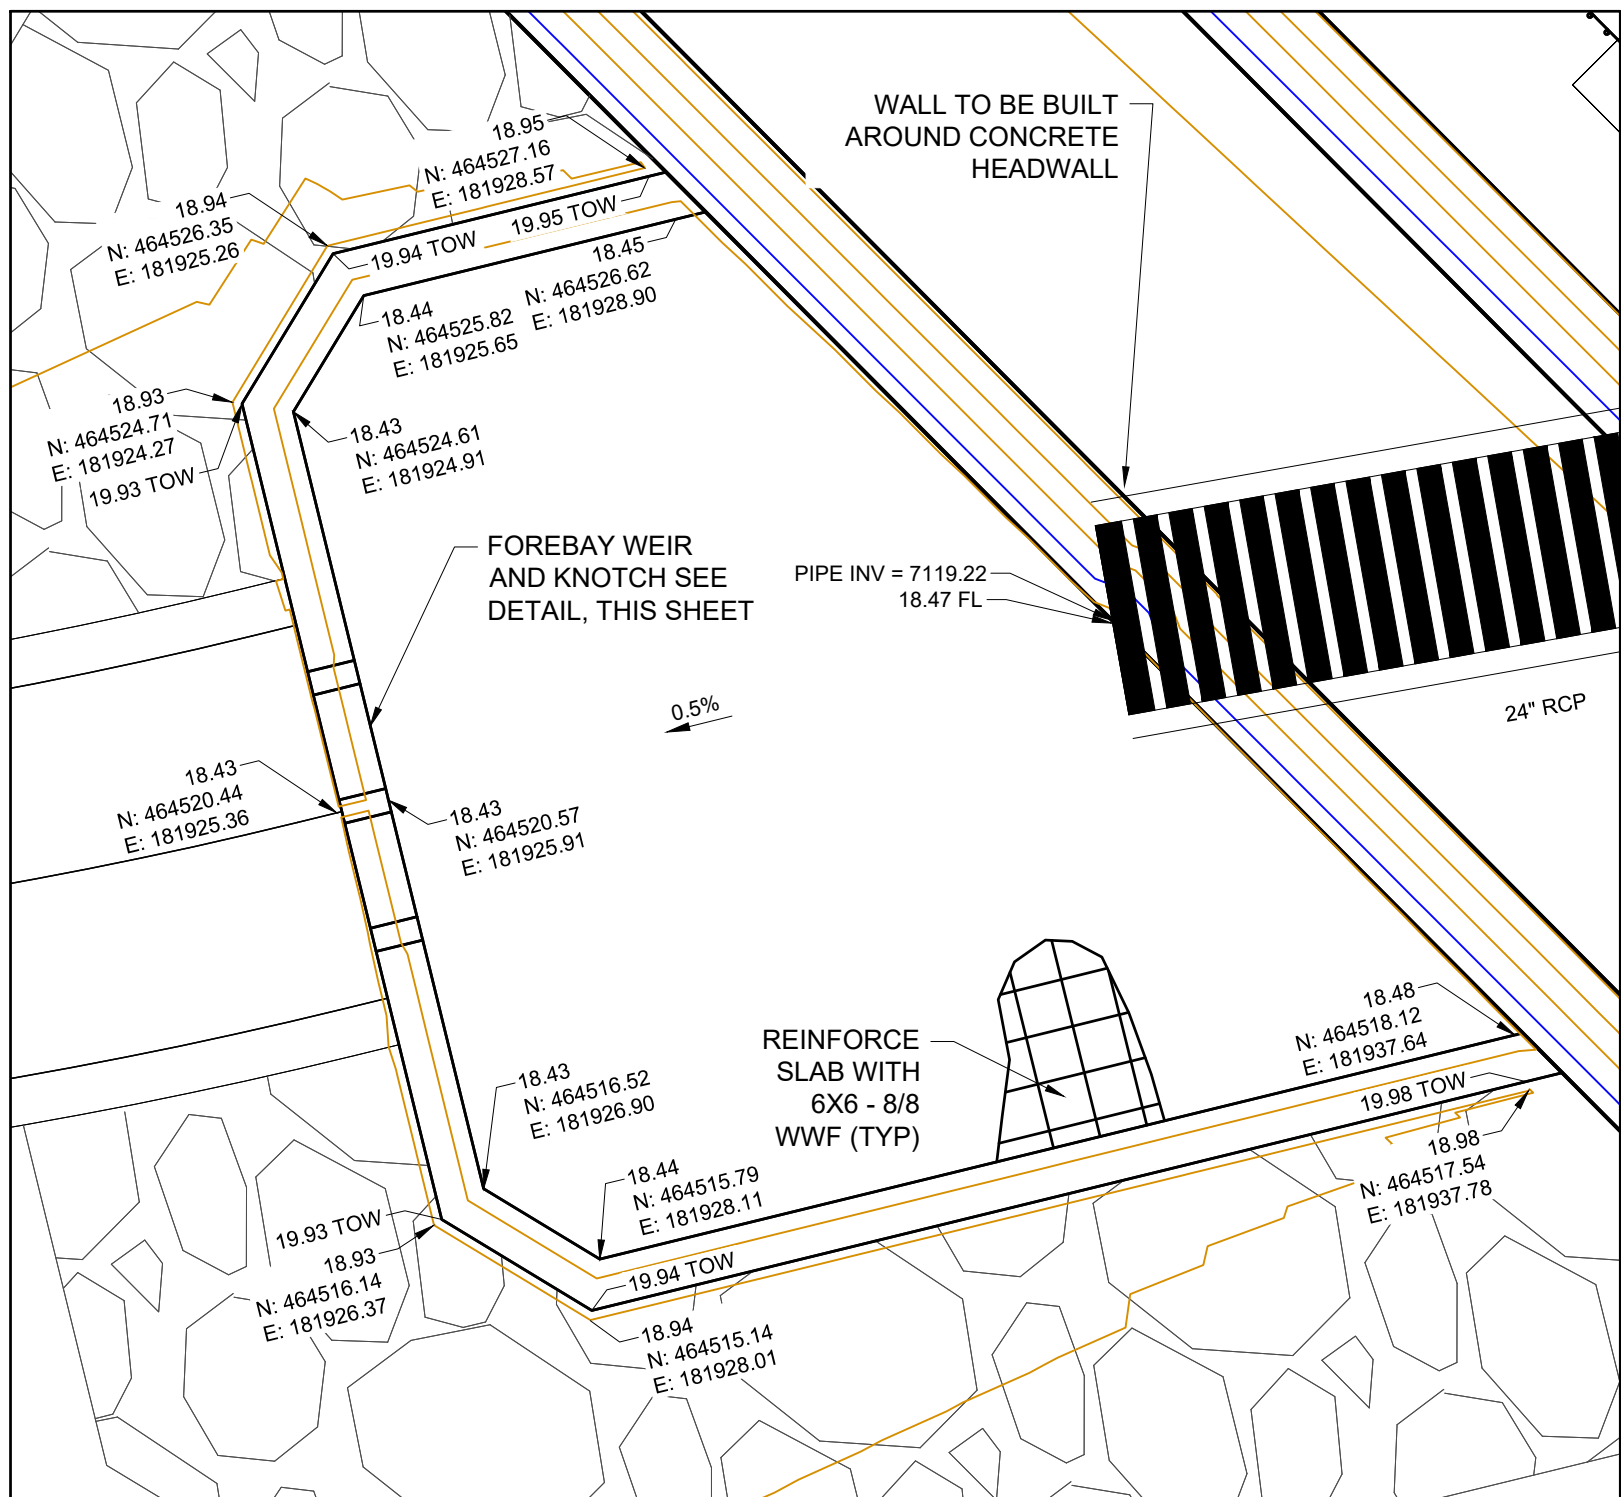 WALL TO BE BUILT
AROUND CONCRETE
HEADWALL
18.95
N: 464527.16
E: 181928.57
18.94
N: 464526.35
E: 181925.26
19.94 TOW
19.95 TOW
18.45
N: 464526.62
E: 181928.90
18.44
N: 464525.82
E: 181925.65
18.93
N: 464524.71
E: 181924.27
19.93 TOW
18.43
N: 464524.61
E: 181924.91
FOREBAY WEIR
AND KNOTCH SEE
DETAIL, THIS SHEET
PIPE INV = 7119.22
18.47 FL
24" RCP
0.5%
18.43
N: 464520.44
E: 181925.36
18.43
N: 464520.57
E: 181925.91
REINFORCE
SLAB WITH
6X6 - 8/8
WWF (TYP)
18.48
N: 464518.12
E: 181937.64
19.98 TOW
18.98
N: 464517.54
E: 181937.78
18.43
N: 464516.52
E: 181926.90
18.44
N: 464515.79
E: 181928.11
19.93 TOW
18.93
N: 464516.14
E: 181926.37
19.94 TOW
18.94
N: 464515.14
E: 181928.01